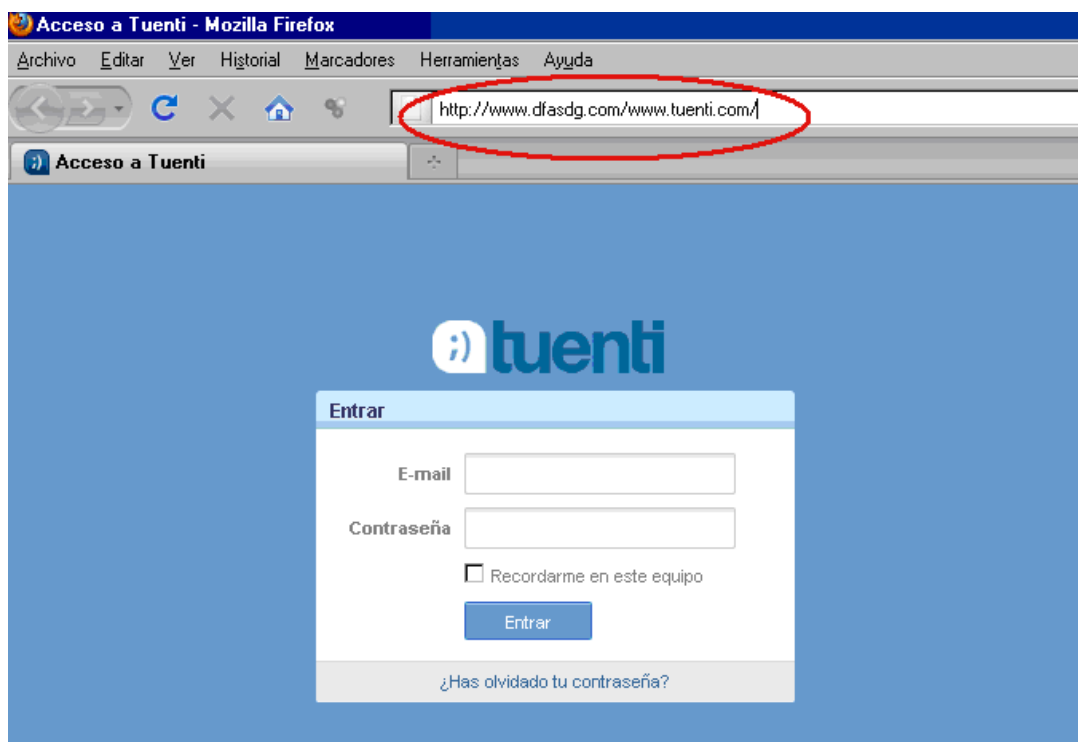 Acceso a Tuenti - Mozilla Firefox
Archivo Editar Ver Historial Marcadores Herramientas Ayuda
http://www.dfasdg.com/www.tuenti.com/
;) Acceso a Tuenti
;) tuenti
Entrar
E-mail
Contraseña
Recordarme en este equipo
Entrar
¿Has olvidado tu contraseña?